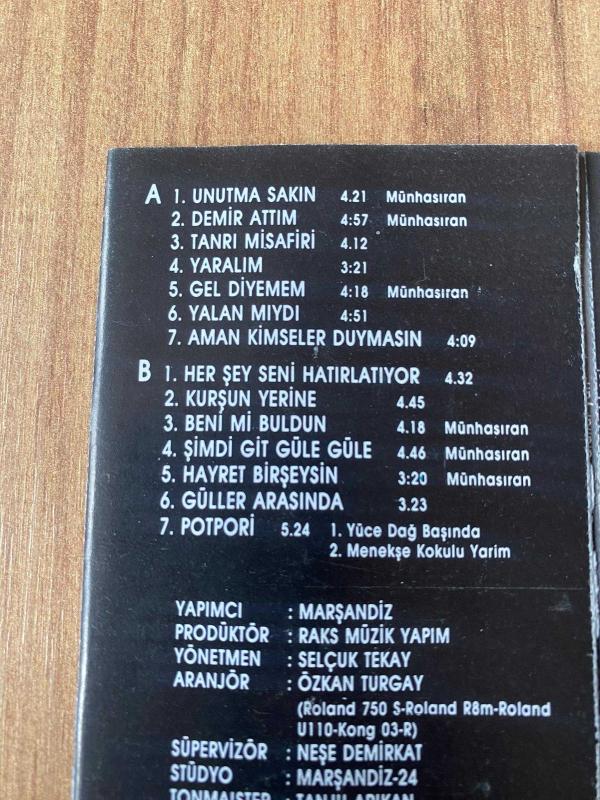 A 1. UNUTMA SAKIN 4.21 Münhasıran
2. DEMİR ATTIM 4:57 Münhasıran
3. TANRI MİSAFİRİ 4.12
4. YARALIM 3:21
5. GEL DİYEMEM 4:18 Münhasıran
6. YALAN MIYDI 4:51
7. AMAN KİMSELER DUYMASIN 4:09
B 1. HER ŞEY SENİ HATIRLATIYOR 4.32
2. KURŞUN YERİNE 4.45
3. BENİ Mİ BULDUN 4.18 Münhasıran
4. ŞİMDİ GİT GÜLE GÜLE 4.46 Münhasıran
5. HAYRET BİRŞEYSİN 3:20 Münhasıran
6. GÜLLER ARASINDA 3.23
7. POTPORİ 5.24 1. Yüce Dağ Başında
2. Menekşe Kokulu Yarim
YAPIMCI : MARŞANDİZ
PRODÜKTÖR : RAKS MÜZİK YAPIM
YÖNETMEN : SELÇUK TEKAY
ARANJÖR : ÖZKAN TURGAY
(Roland 750 S-Roland R8m-Roland
U110-Kong 03-R)
SÜPERVİZÖR : NEŞE DEMİRKAT
STÜDYO : MARŞANDİZ-24
TONMAISTER : TANJU ARIKAN